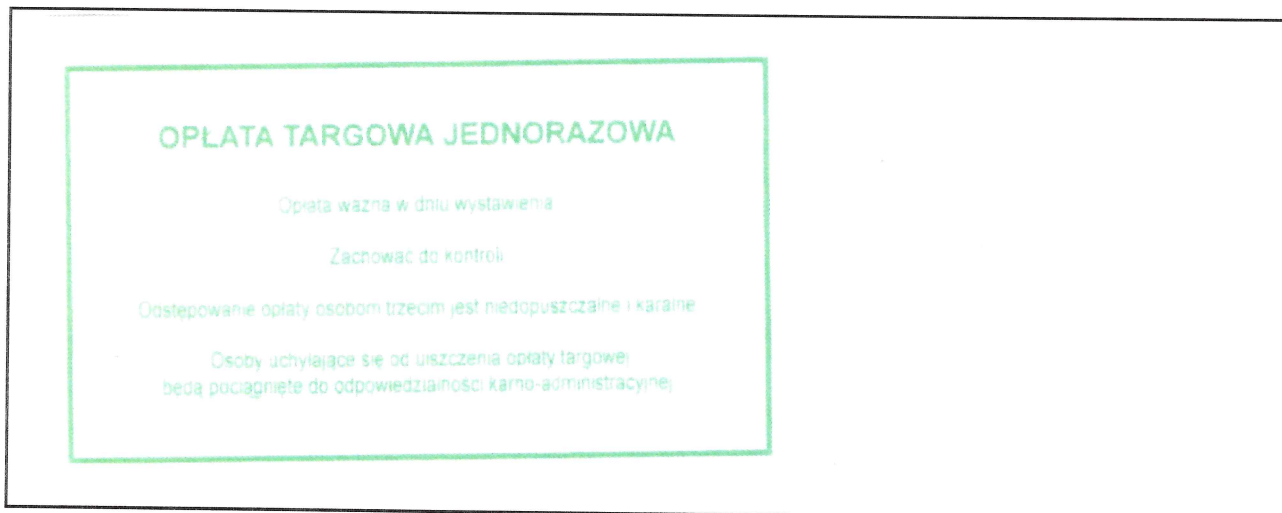 OPŁATA TARGOWA JEDNORAZOWA
Opłata ważna w dniu wystawienia
Zachować do kontroli
Odstępowanie opłaty osobom trzecim jest niedopuszczalne i karalne
Osoby uchylające się od uiszczenia opłaty targowej
będą pociągnięte do odpowiedzialności karno-administracyjnej